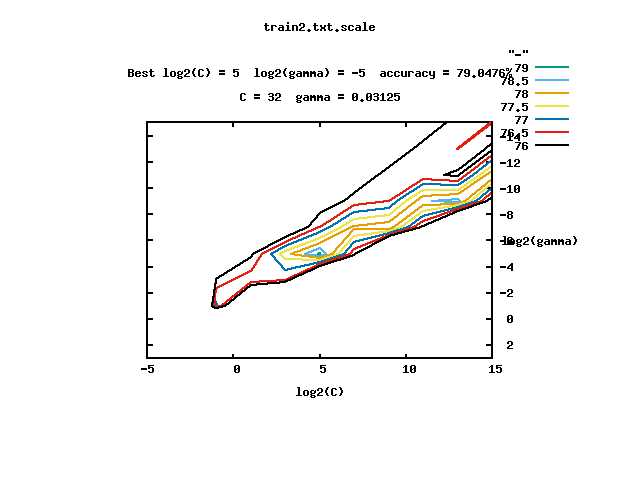 train2.txt.scale
"-"
Best log2(C) = 5  log2(gamma) = -5  accuracy = 79.0476%
79
78.5
C = 32  gamma = 0.03125
78
77.5
77
76.5
76
-14
-12
-10
-8
-6
log2(gamma)
-4
-2
0
2
-5 0 5 10 15
log2(C)